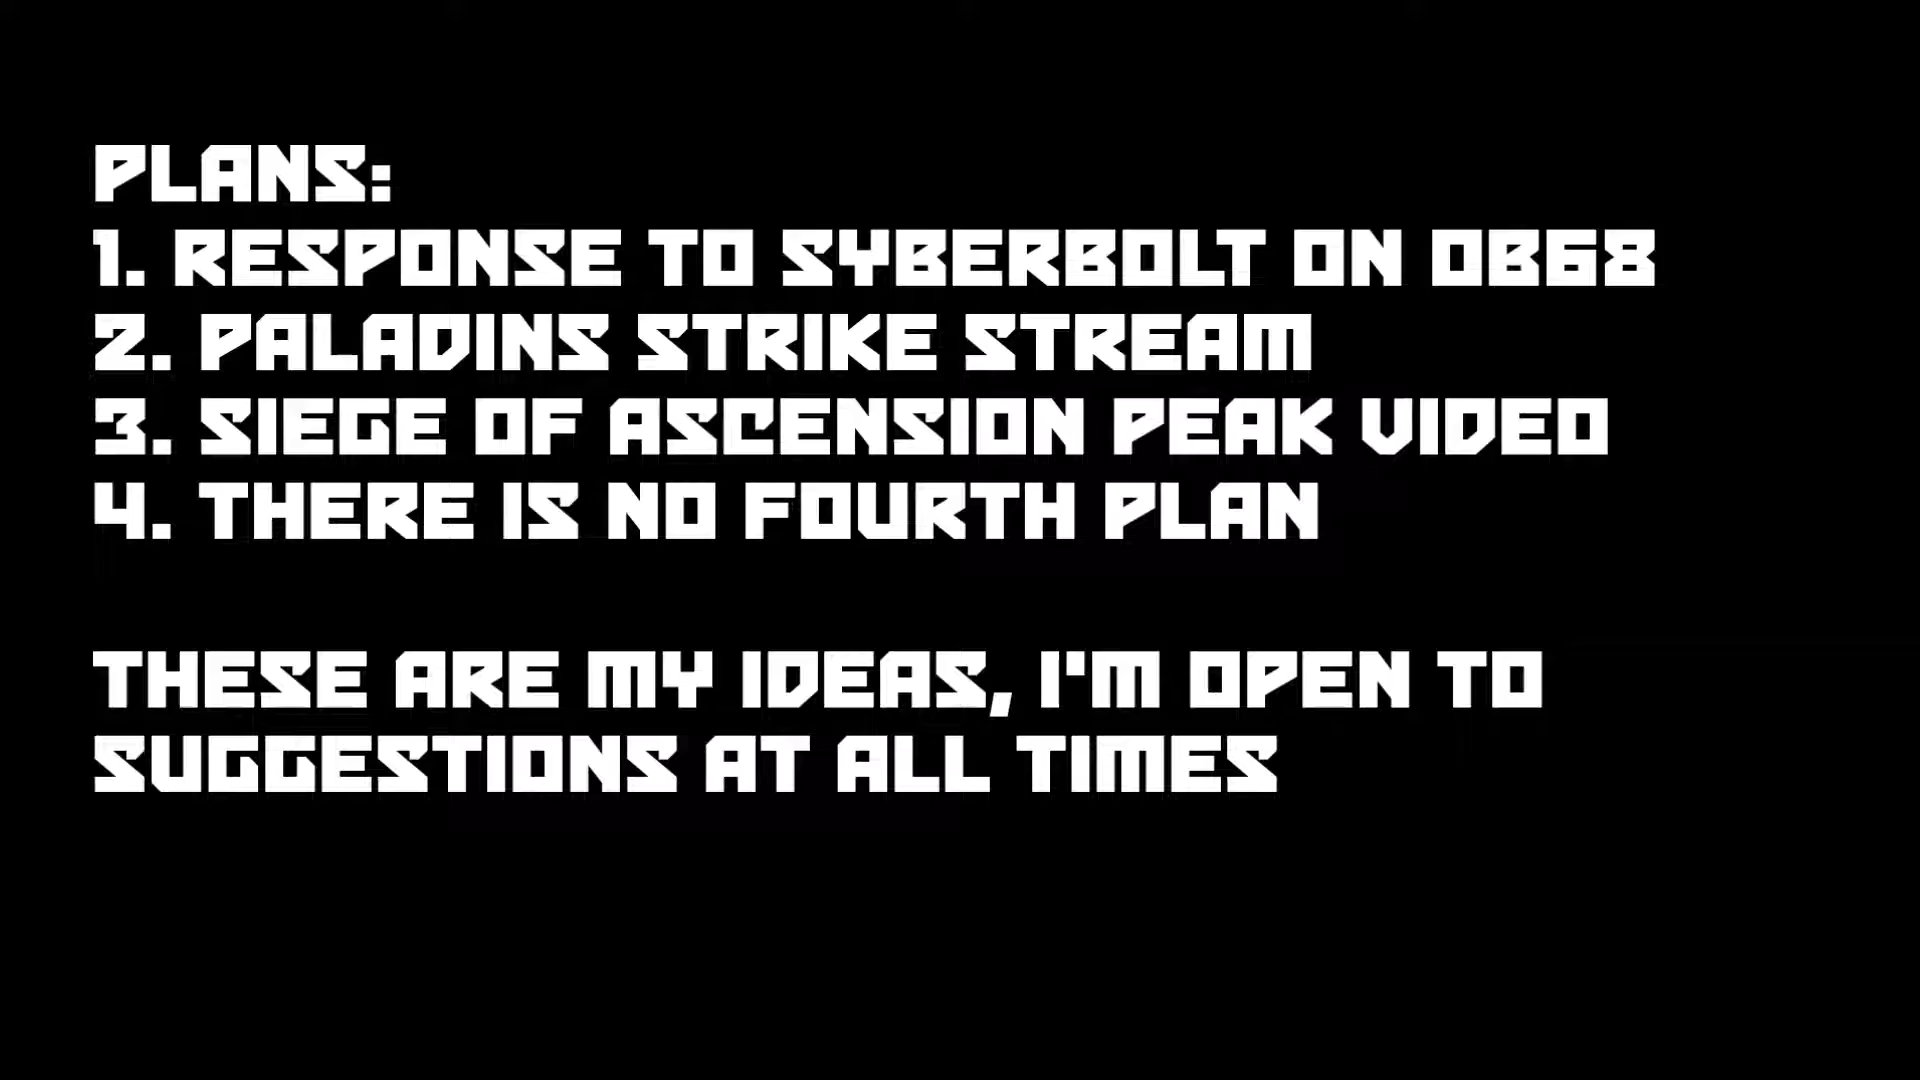 PLANS:
1. RESPONSE TO SYBERBOLT ON OB68
2. PALADINS STRIKE STREAM
3. SIEGE OF ASCENSION PEAK VIDEO
4. THERE IS NO FOURTH PLAN
THESE ARE MY IDEAS, I'M OPEN TO
SUGGESTIONS AT ALL TIMES